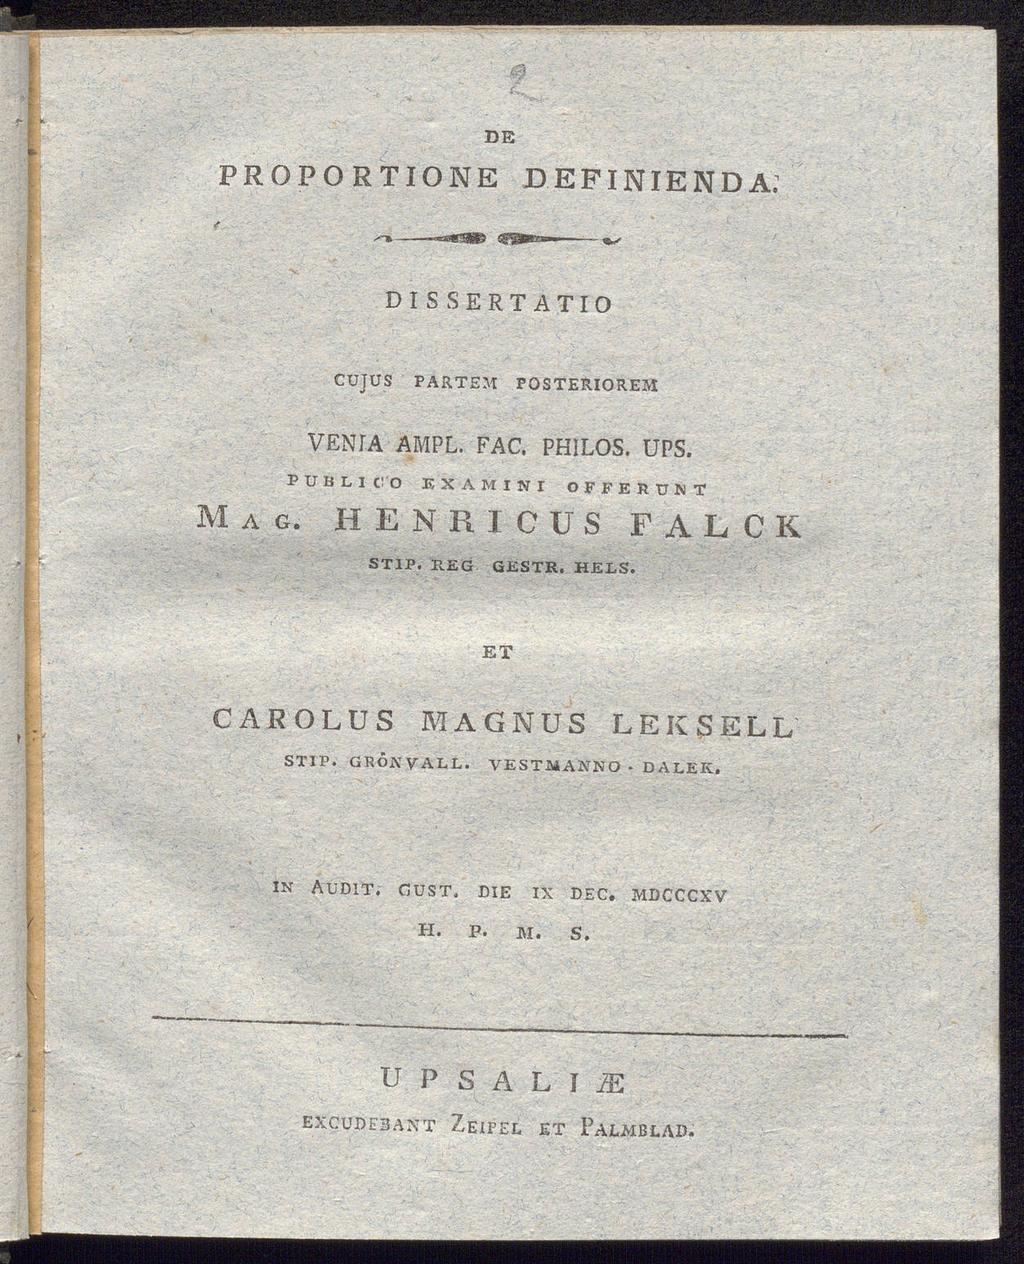 2
DE
PROPORTIONE DEFINIENDA.
DISSERTATIO
CUJUS PARTEM POSTERIOREM
VENIA AMPL. FAC. PHILOS. UPS.
PUBLICO EXAMINI OFFERUNT
MAG. HENRICUS FALCK
STIP. REG GESTR. HELS.
ET
CAROLUS MAGNUS LEKSELL
STIP. GRÖNVALL. VESTMANNO - DALEK.
IN AUDIT. GUST. DIE IX DEC. MDCCCXV
H. P. M. S.
UPSALIÆ
EXCUDEBANT ZEIPEL ET PALMBLAD.